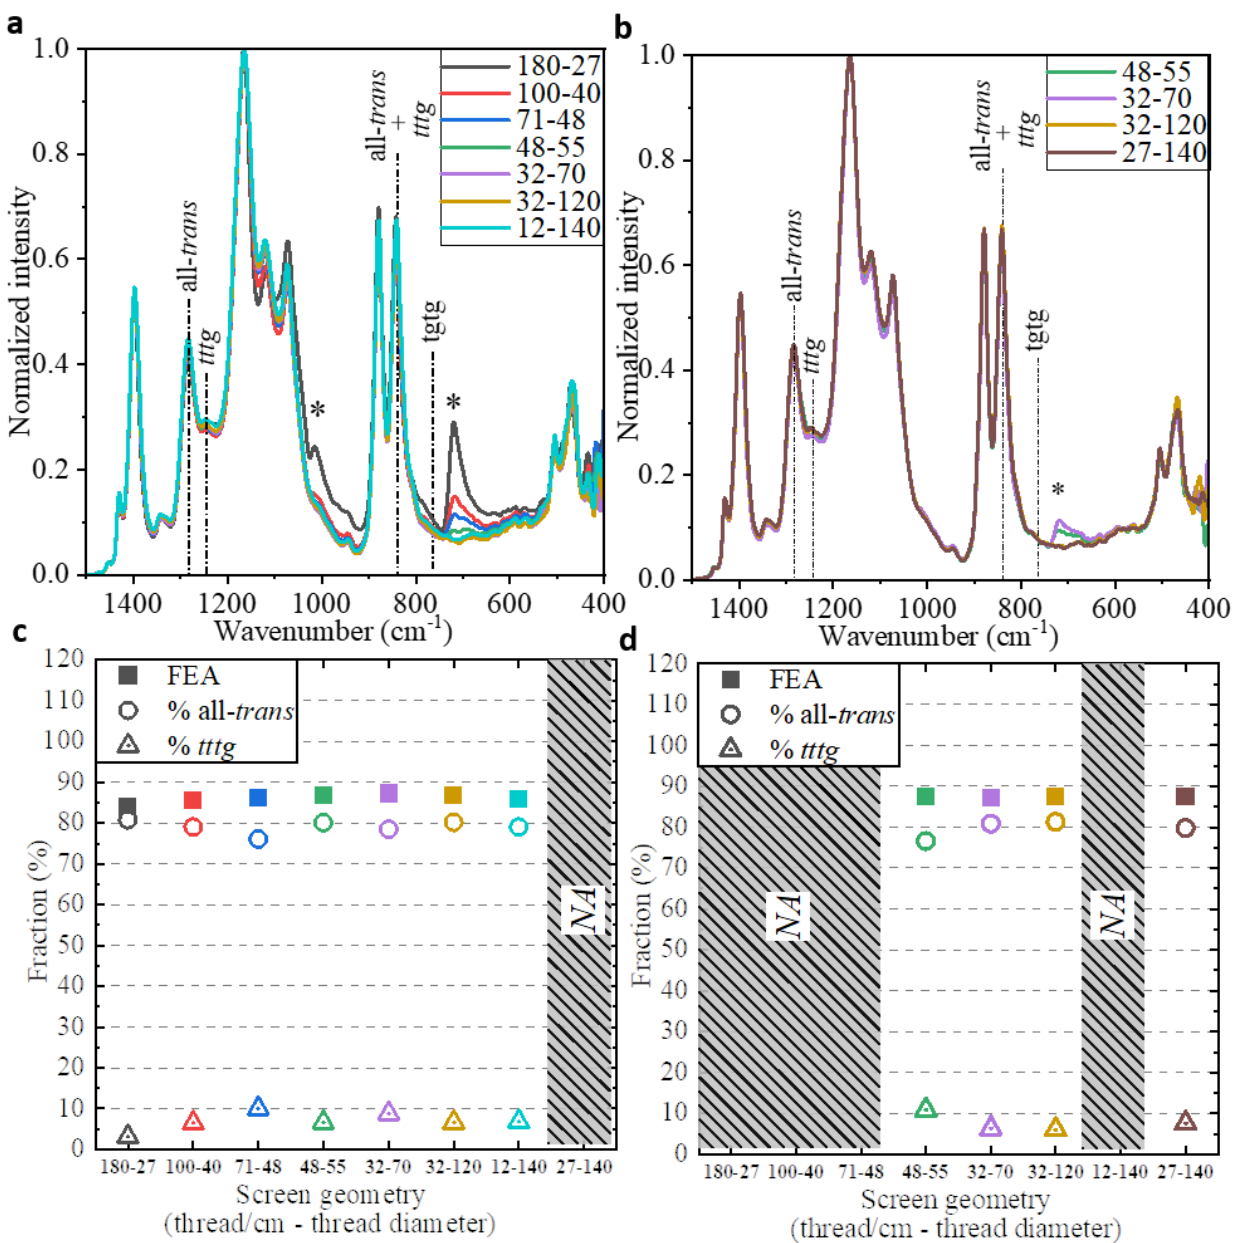 a
1.0
0.8
0.6
0.4
0.2
0.0
Normalized intensity
180-27
100-40
71-48
48-55
32-70
32-120
12-140
all-trans
tttg
all-trans + tttg
tgtg
*
*
1400 1200 1000 800 600 400
Wavenumber (cm-1)
b
1.0
0.8
0.6
0.4
0.2
0.0
Normalized intensity
48-55
32-70
32-120
27-140
all-trans
tttg
all-trans + tttg
tgtg
*
1400 1200 1000 800 600 400
Wavenumber (cm-1)
c
120
110
100
90
80
70
60
50
40
30
20
10
0
Fraction (%)
FEA
% all-trans
% tttg
NA
180-27 100-40 71-48 48-55 32-70 32-120 12-140 27-140
Screen geometry
(thread/cm - thread diameter)
d
120
110
100
90
80
70
60
50
40
30
20
10
0
Fraction (%)
FEA
% all-trans
% tttg
NA
NA
180-27 100-40 71-48 48-55 32-70 32-120 12-140 27-140
Screen geometry
(thread/cm - thread diameter)